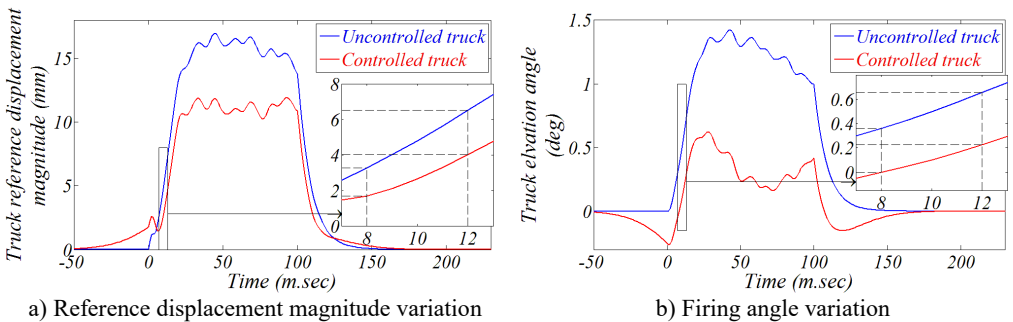 Truck reference displacement
magnitude (mm)
15
10
5
0
-50
0
50
100
150
200
Time (m.sec)
Uncontrolled truck
Controlled truck
8
6
4
2
0
8
10
12
a) Reference displacement magnitude variation
Truck elvation angle
(deg)
1.5
1
0.5
0
-50
0
50
100
150
200
Time (m.sec)
Uncontrolled truck
Controlled truck
0.6
0.4
0.2
0
8
10
12
b) Firing angle variation